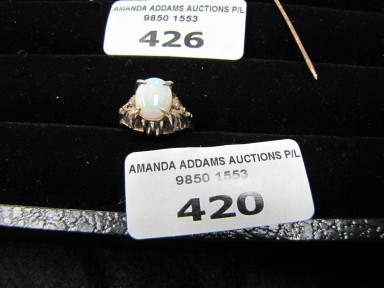 AMANDA ADDAMS AUCTIONS P/L
9850 1553
426
AMANDA ADDAMS AUCTIONS P/L
9850 1553
420